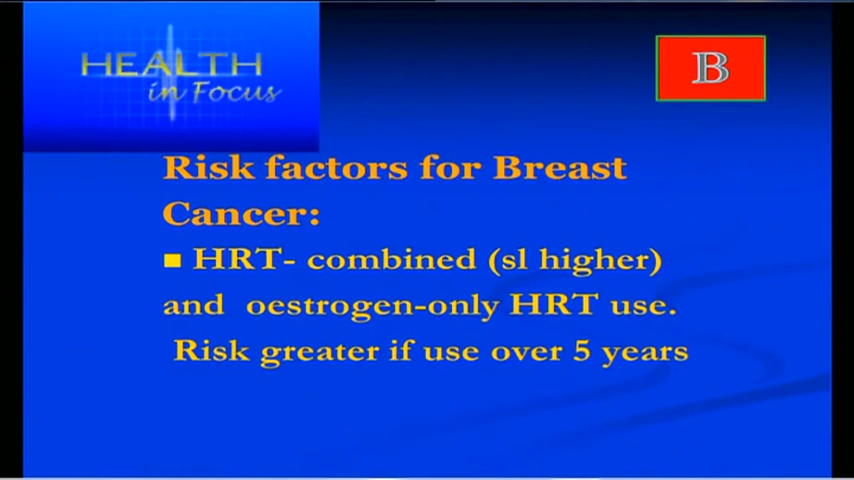 HEALTH
in Focus
B
Risk factors for Breast
Cancer:
■ HRT- combined (sl higher)
and oestrogen-only HRT use.
Risk greater if use over 5 years